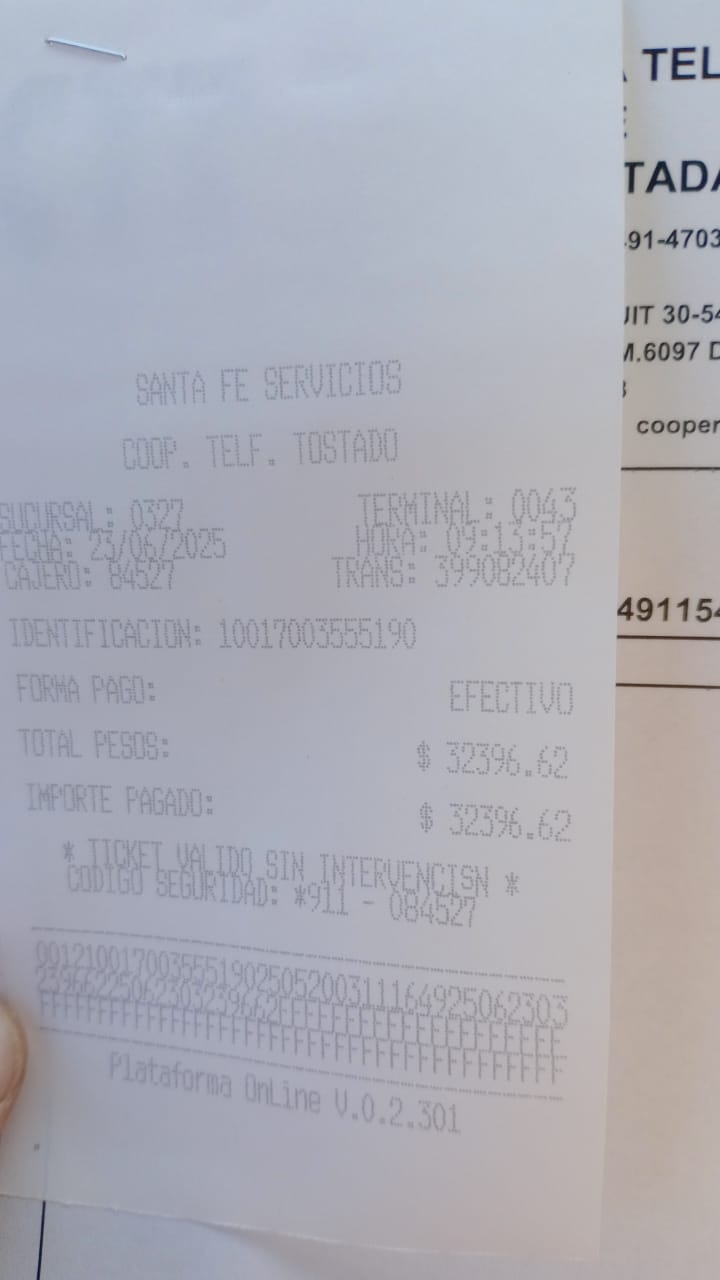 SANTA FE SERVICIOS
COOP. TELF. TOSTADO
SUCURSAL: 0327 TERMINAL: 0043
FECHA: 23/06/2025 HORA: 09:13:57
CAJERO: 84527 TRANS: 399082407
IDENTIFICACION: 10017003555190
FORMA PAGO: EFECTIVO
TOTAL PESOS: $ 32396.62
IMPORTE PAGADO: $ 32396.62
* TICKET VALIDO SIN INTERVENCISN *
CODIGO SEGURIDAD: *911 - 084527
0012100170035551902505200311164925062303
Plataforma OnLine V.0.2.301
TEL
TADA
91-4703
UIT 30-54
M.6097 D
cooper
491154